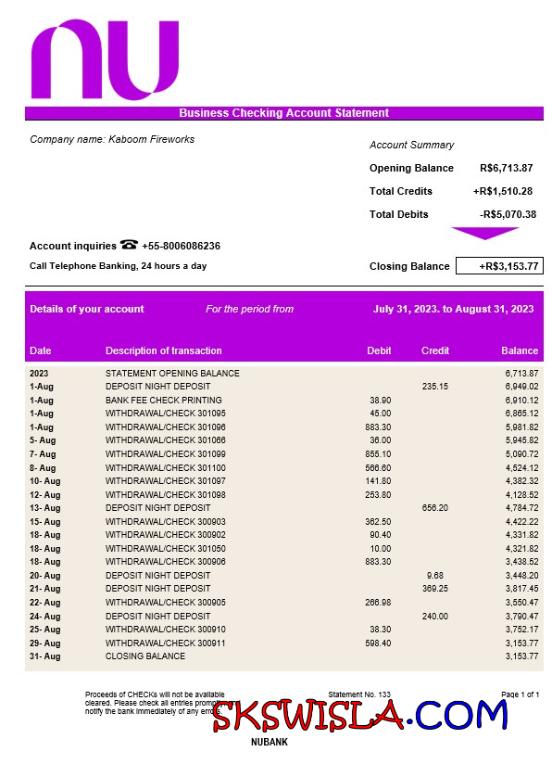 nu
Business Checking Account Statement
Company name: Kaboom Fireworks
Account Summary
Opening Balance R$6,713.87
Total Credits +R$1,510.28
Total Debits -R$5,070.38
Account inquiries ☎ +55-8006086236
Call Telephone Banking, 24 hours a day
Closing Balance +R$3,153.77
Details of your account For the period from July 31, 2023. to August 31, 2023
Date Description of transaction Debit Credit Balance
2023 STATEMENT OPENING BALANCE 6,713.87
1-Aug DEPOSIT NIGHT DEPOSIT 235.15 6,949.02
1-Aug BANK FEE CHECK PRINTING 38.90 6,910.12
1-Aug WITHDRAWAL/CHECK 301095 45.00 6,865.12
1-Aug WITHDRAWAL/CHECK 301096 883.30 5,981.82
5- Aug WITHDRAWAL/CHECK 301066 36.00 5,945.82
7- Aug WITHDRAWAL/CHECK 301099 855.10 5,090.72
8- Aug WITHDRAWAL/CHECK 301100 566.60 4,524.12
10- Aug WITHDRAWAL/CHECK 301097 141.80 4,382.32
12- Aug WITHDRAWAL/CHECK 301098 253.80 4,128.52
13- Aug DEPOSIT NIGHT DEPOSIT 656.20 4,784.72
15- Aug WITHDRAWAL/CHECK 300903 362.50 4,422.22
18- Aug WITHDRAWAL/CHECK 300902 90.40 4,331.82
18- Aug WITHDRAWAL/CHECK 301050 10.00 4,321.82
18- Aug WITHDRAWAL/CHECK 300906 883.30 3,438.52
20- Aug DEPOSIT NIGHT DEPOSIT 9.68 3,448.20
21- Aug DEPOSIT NIGHT DEPOSIT 369.25 3,817.45
22- Aug WITHDRAWAL/CHECK 300905 266.98 3,550.47
24- Aug DEPOSIT NIGHT DEPOSIT 240.00 3,790.47
25- Aug WITHDRAWAL/CHECK 300910 38.30 3,752.17
29- Aug WITHDRAWAL/CHECK 300911 598.40 3,153.77
31- Aug CLOSING BALANCE 3,153.77
Proceeds of CHECKs will not be available Statement No. 133 Page 1 of 1
cleared. Please check all entries
notify the bank immediately of any
SKSWISLA.COM
NUBANK